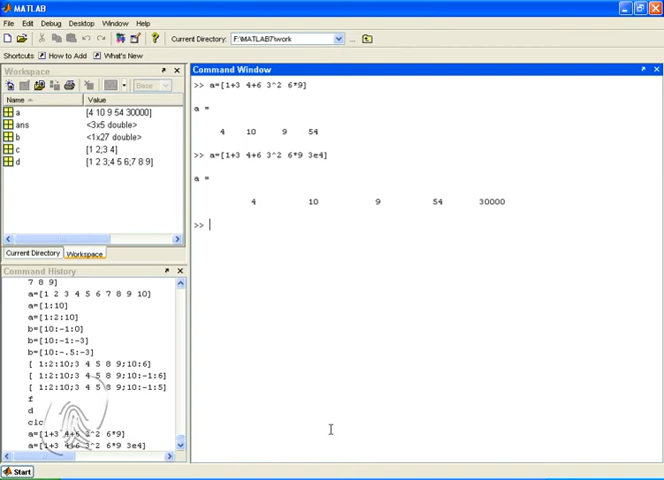 MATLAB
File Edit Debug Desktop Window Help
Current Directory: F:\MATLAB7\work
Shortcuts How to Add What's New
Workspace
Base
Name Value
a [4 10 9 54 30000]
ans <3x5 double>
b <1x27 double>
c [1 2;3 4]
d [1 2 3;4 5 6;7 8 9]
Current Directory Workspace
Command History
7 8 9]
a=[1 2 3 4 5 6 7 8 9 10]
a=[1:10]
a=[1:2:10]
b=[10:-1:0]
b=[10:-1:-3]
b=[10:-.5:-3]
[ 1:2:10;3 4 5 8 9;10:6]
[ 1:2:10;3 4 5 8 9;10:-1:6]
[ 1:2:10;3 4 5 8 9;10:-1:5]
f
d
clc
a=[1+3 4+6 3^2 6*9]
a=[1+3 4+6 3^2 6*9 3e4]
Command Window
>> a=[1+3 4+6 3^2 6*9]
a =
4 10 9 54
>> a=[1+3 4+6 3^2 6*9 3e4]
a =
4 10 9 54 30000
>>
Start